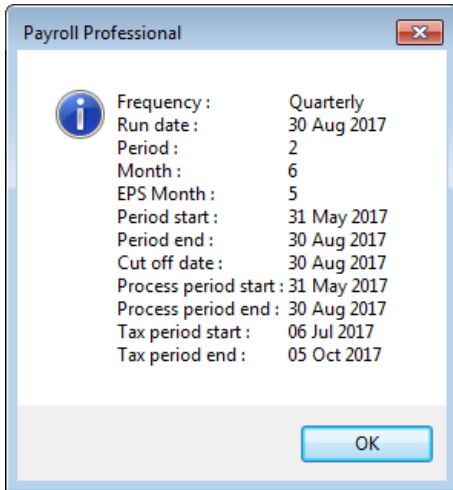 Payroll Professional
Frequency : Quarterly
Run date : 30 Aug 2017
Period : 2
Month : 6
EPS Month : 5
Period start : 31 May 2017
Period end : 30 Aug 2017
Cut off date : 30 Aug 2017
Process period start : 31 May 2017
Process period end : 30 Aug 2017
Tax period start : 06 Jul 2017
Tax period end : 05 Oct 2017
OK